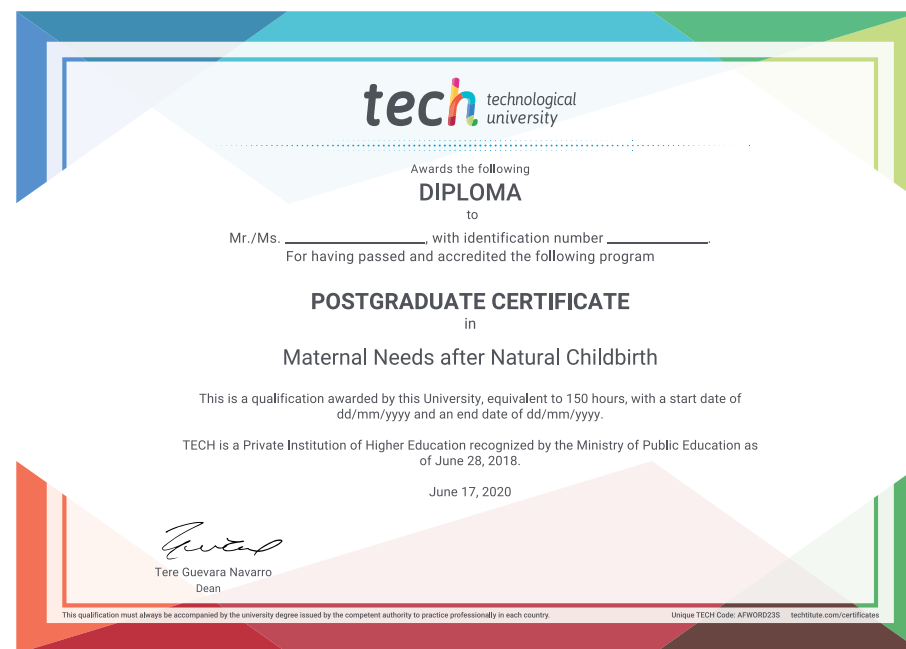 tech technological
university
Awards the following
DIPLOMA
to
Mr./Ms. ____________________, with identification number ______________.
For having passed and accredited the following program
POSTGRADUATE CERTIFICATE
in
Maternal Needs after Natural Childbirth
This is a qualification awarded by this University, equivalent to 150 hours, with a start date of
dd/mm/yyyy and an end date of dd/mm/yyyy.
TECH is a Private Institution of Higher Education recognized by the Ministry of Public Education as
of June 28, 2018.
June 17, 2020
Tere Guevara Navarro
Dean
This qualification must always be accompanied by the university degree issued by the competent authority to practice professionally in each country. Unique TECH Code: AFWORD23S techtitute.com/certificates